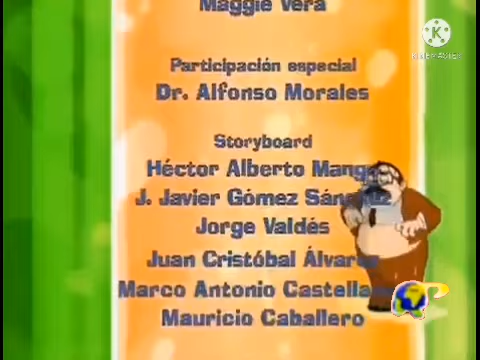 Maggie Vera
Participación especial
Dr. Alfonso Morales
Storyboard
Héctor Alberto
J. Javier Gómez
Jorge Valdés
Juan Cristóbal
Marco Antonio
Mauricio Caballero